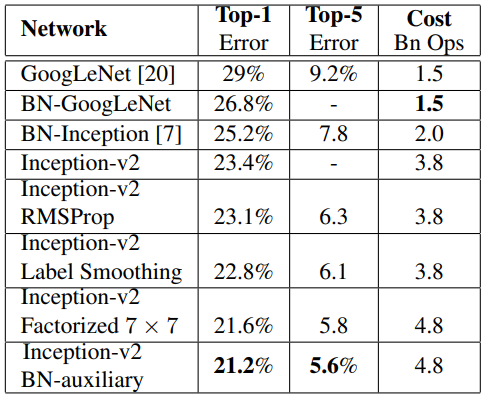 Network Top-1 Top-5 Cost
Error Error Bn Ops
GoogLeNet [20] 29% 9.2% 1.5
BN-GoogLeNet 26.8% - 1.5
BN-Inception [7] 25.2% 7.8 2.0
Inception-v2 23.4% - 3.8
Inception-v2
RMSProp 23.1% 6.3 3.8
Inception-v2
Label Smoothing 22.8% 6.1 3.8
Inception-v2
Factorized 7 × 7 21.6% 5.8 4.8
Inception-v2
BN-auxiliary 21.2% 5.6% 4.8